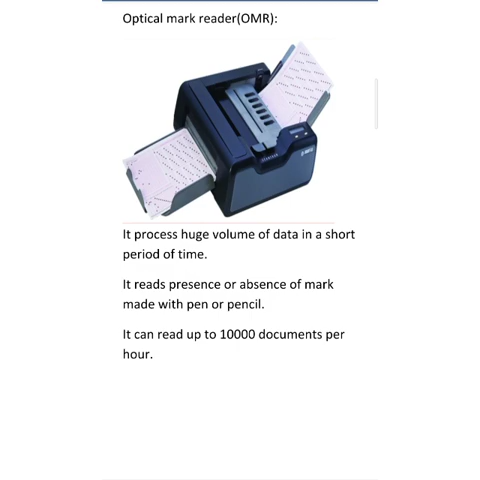 Optical mark reader(OMR):
It process huge volume of data in a short
period of time.
It reads presence or absence of mark
made with pen or pencil.
It can read up to 10000 documents per
hour.